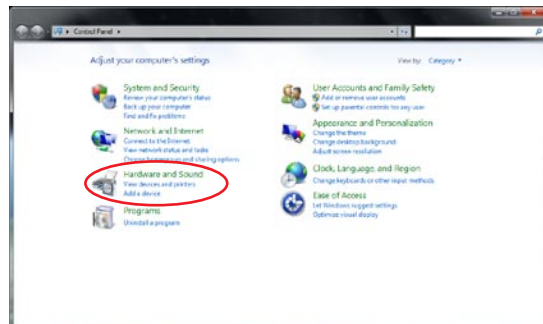 Control Panel
Adjust your computer's settings
View by: Category
System and Security
Review your computer's status
Back up your computer
Find and fix problems
Network and Internet
Connect to the Internet
View network status and tasks
Choose homegroup and sharing options
Hardware and Sound
View devices and printers
Add a device
Programs
Uninstall a program
User Accounts and Family Safety
Add or remove user accounts
Set up parental controls for any user
Appearance and Personalization
Change the theme
Change desktop background
Adjust screen resolution
Clock, Language, and Region
Change keyboards or other input methods
Ease of Access
Let Windows suggest settings
Optimize visual display